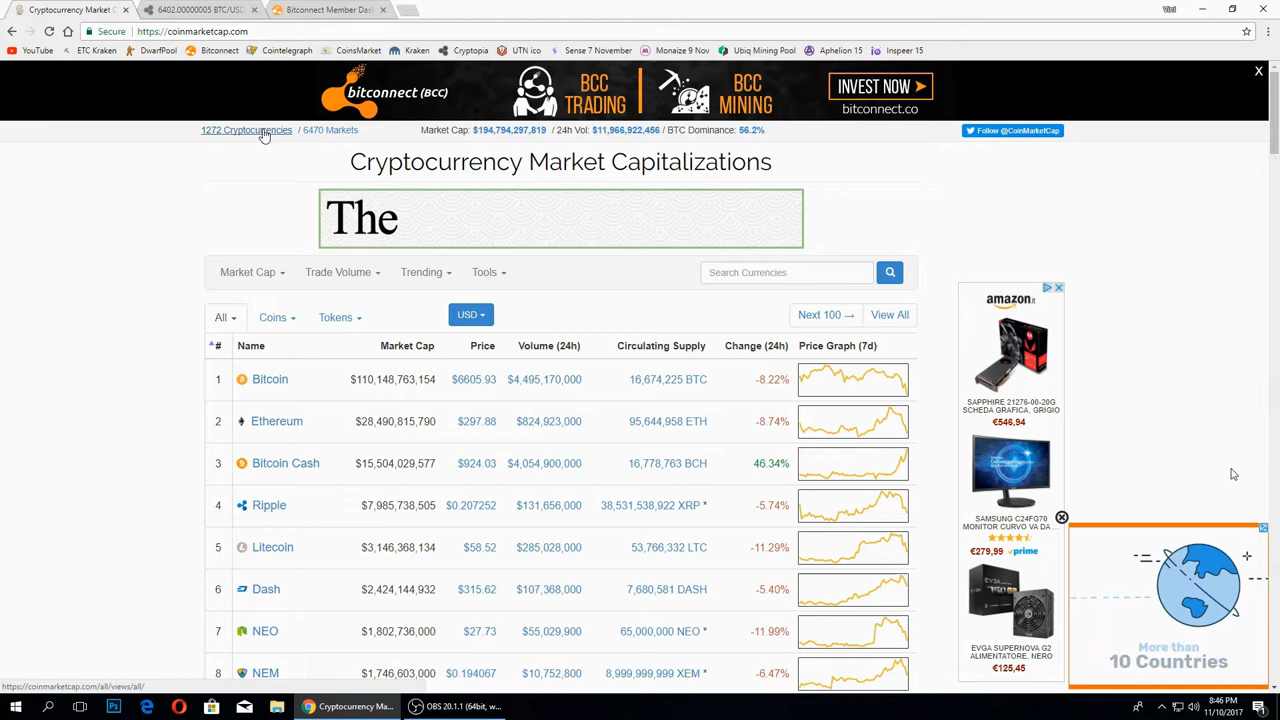 Cryptocurrency Market C
6402.00000005 BTC/USD
Bitconnect Member Das
Vini
Secure
https://coinmarketcap.com
YouTube
ETC Kraken
DwarfPool
Bitconnect
Cointelegraph
CoinsMarket
Kraken
Cryptopia
UTN ico
Sense 7 November
Monaize 9 Nov
Ubiq Mining Pool
Aphelion 15
Inspeer 15
bitconnect (BCC)
BCC TRADING
BCC MINING
INVEST NOW
bitconnect.co
X
1272 Cryptocurrencies / 6470 Markets
Market Cap: $194,794,297,819 / 24h Vol: $11,966,922,456 / BTC Dominance: 56.2%
Follow @CoinMarketCap
Cryptocurrency Market Capitalizations
The
Market Cap
Trade Volume
Trending
Tools
Search Currencies
All
Coins
Tokens
USD
Next 100 →
View All
# Name Market Cap Price Volume (24h) Circulating Supply Change (24h) Price Graph (7d)
1 Bitcoin $110,148,763,154 $6605.93 $4,495,170,000 16,674,225 BTC -8.22%
2 Ethereum $28,490,815,790 $297.88 $824,923,000 95,644,958 ETH -8.74%
3 Bitcoin Cash $15,504,029,577 $924.03 $4,054,900,000 16,778,763 BCH 46.34%
4 Ripple $7,985,738,505 $0.207252 $131,656,000 38,531,538,922 XRP * -5.74%
5 Litecoin $3,146,368,134 $58.52 $285,028,000 53,766,332 LTC -11.29%
6 Dash $2,424,144,932 $315.62 $107,368,000 7,680,581 DASH -5.40%
7 NEO $1,802,736,000 $27.73 $55,029,900 65,000,000 NEO * -11.99%
8 NEM $1,746,603,000 $0.194067 $10,752,800 8,999,999,999 XEM * -6.47%
amazon.it
SAPPHIRE 21276-00-20G
SCHEDA GRAFICA, GRIGIO
€546,94
SAMSUNG C24FG70
MONITOR CURVO VA DA ...
€279,99 prime
EVGA SUPERNOVA G2
ALIMENTATORE, NERO
€125,45
More than
10 Countries
https://coinmarketcap.com/all/views/all/
Cryptocurrency Ma...
OBS 20.1.1 (64bit, w...
8:46 PM
11/10/2017